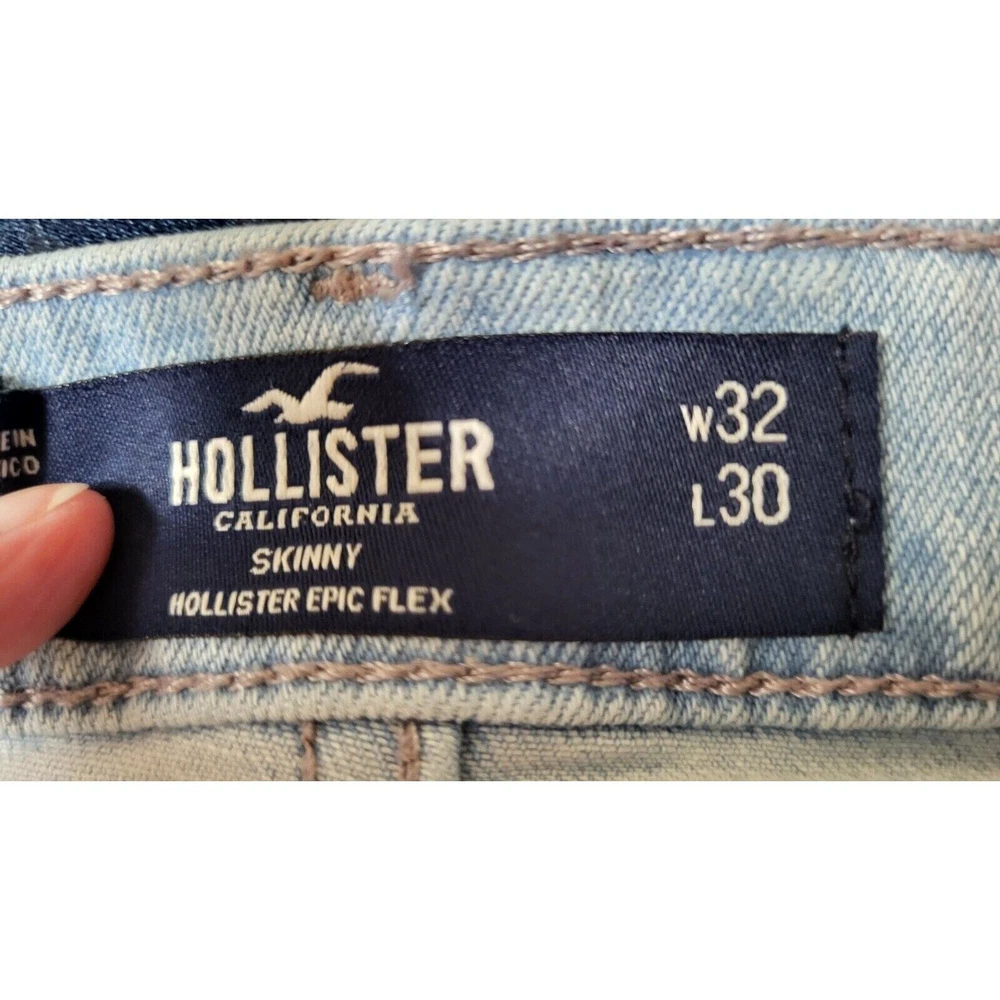 HOLLISTER
CALIFORNIA
SKINNY
HOLLISTER EPIC FLEX
W32
L30